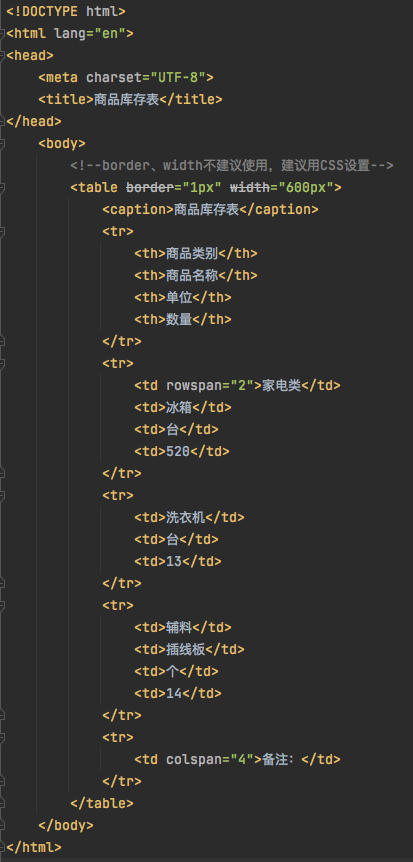 <!DOCTYPE html>
<html lang="en">
<head>
    <meta charset="UTF-8">
    <title>商品库存表</title>
</head>
    <body>
        <!--border、width不建议使用，建议用CSS设置-->
        <table border="1px" width="600px">
            <caption>商品库存表</caption>
            <tr>
                <th>商品类别</th>
                <th>商品名称</th>
                <th>单位</th>
                <th>数量</th>
            </tr>
            <tr>
                <td rowspan="2">家电类</td>
                <td>冰箱</td>
                <td>台</td>
                <td>520</td>
            </tr>
            <tr>
                <td>洗衣机</td>
                <td>台</td>
                <td>13</td>
            </tr>
            <tr>
                <td>辅料</td>
                <td>插线板</td>
                <td>个</td>
                <td>14</td>
            </tr>
            <tr>
                <td colspan="4">备注：</td>
            </tr>
        </table>
    </body>
</html>